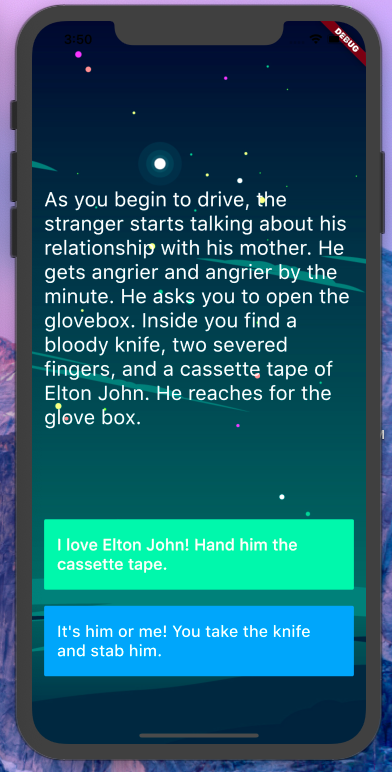 3:50
DEBUG
As you begin to drive, the
stranger starts talking about his
relationship with his mother. He
gets angrier and angrier by the
minute. He asks you to open the
glovebox. Inside you find a
bloody knife, two severed
fingers, and a cassette tape of
Elton John. He reaches for the
glove box.
I love Elton John! Hand him the
cassette tape.
It's him or me! You take the knife
and stab him.